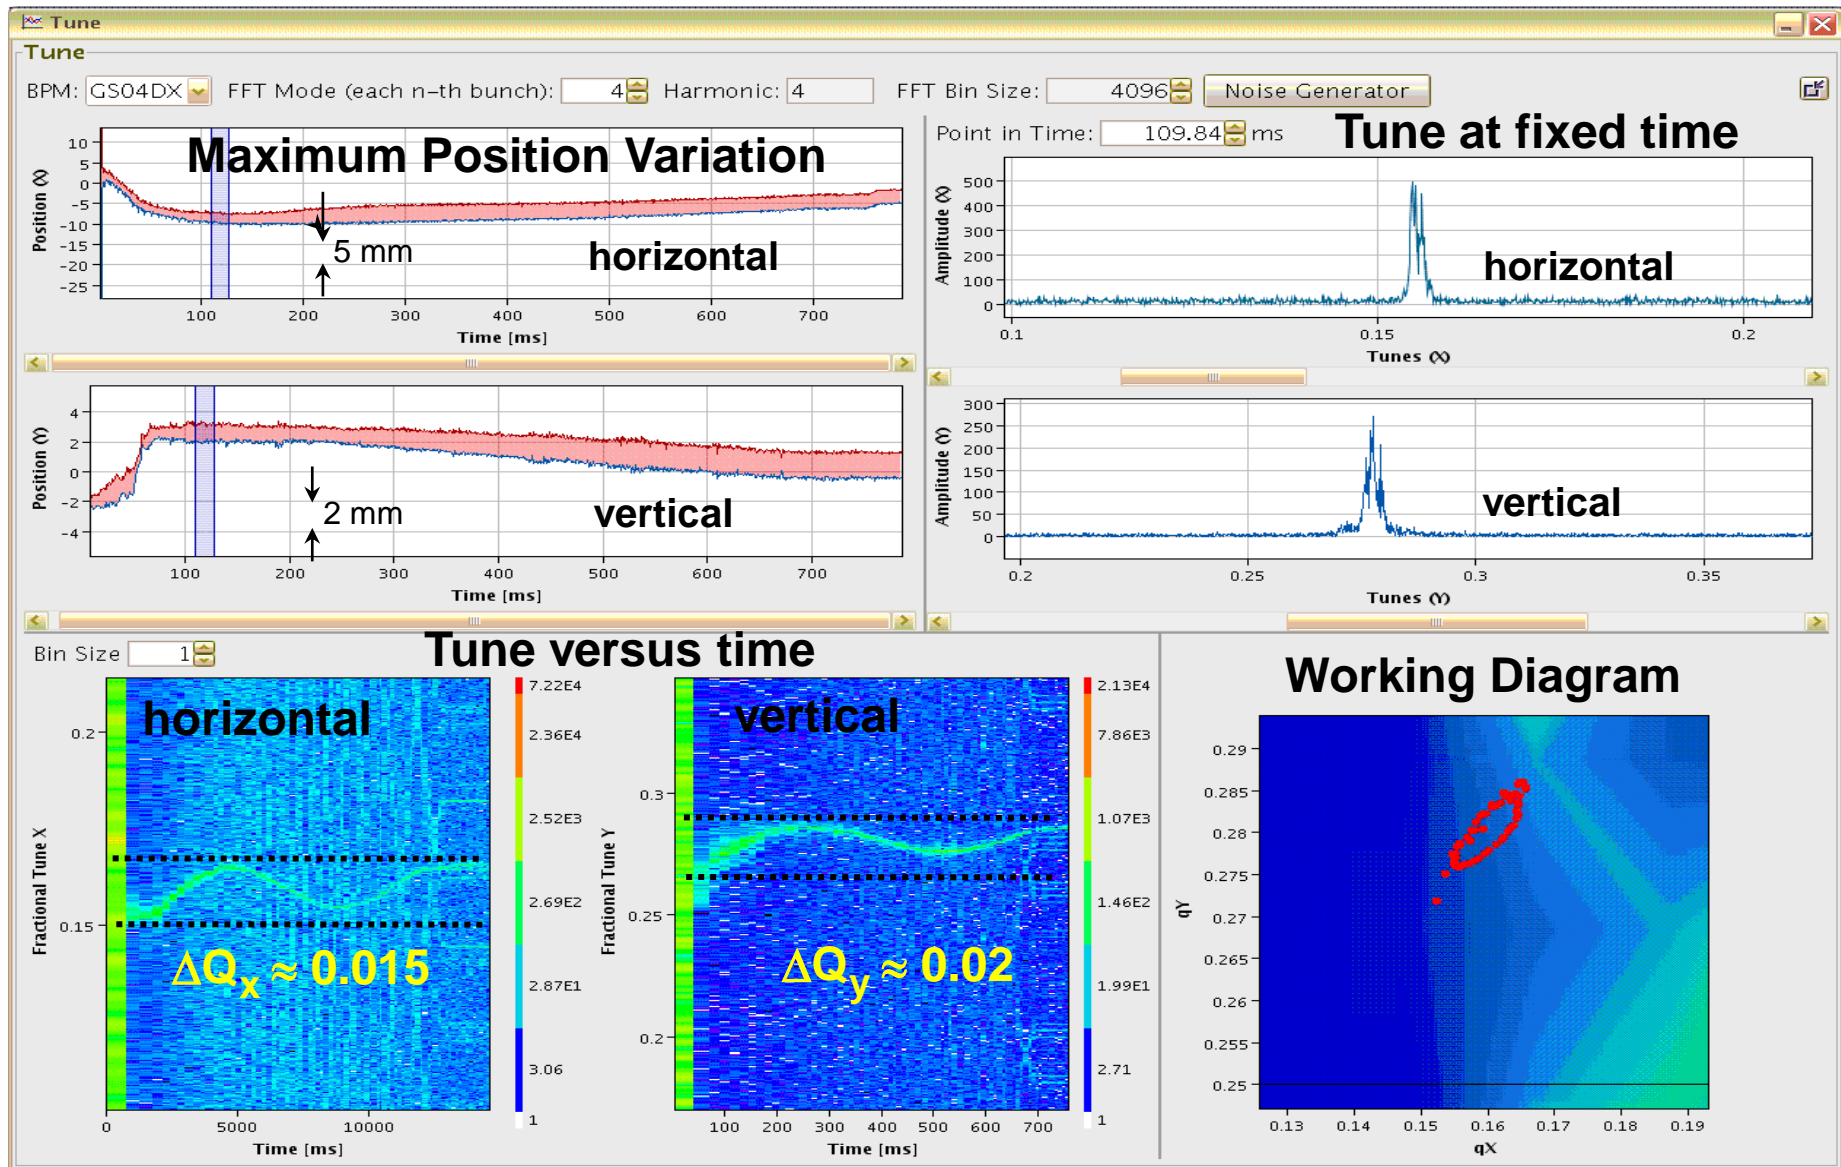 Tune
Tune
BPM: GS04DX FFT Mode (each n-th bunch): 4 Harmonic: 4 FFT Bin Size: 4096 Noise Generator
Maximum Position Variation
Position (X)
10
5
0
-5
-10
-15
-20
-25
5 mm
horizontal
100 200 300 400 500 600 700
Time [ms]
Position (Y)
4
2
0
-2
-4
2 mm
vertical
100 200 300 400 500 600 700
Time [ms]
Point in Time: 109.84 ms
Tune at fixed time
Amplitude (X)
500
400
300
200
100
0
horizontal
0.1 0.15 0.2
Tunes (X)
Amplitude (Y)
300
250
200
150
100
50
0
vertical
0.2 0.25 0.3 0.35
Tunes (Y)
Bin Size 1
Tune versus time
horizontal
Fractional Tune X
0.2
0.15
ΔQx ≈ 0.015
0 5000 10000
Time [ms]
7.22E4
2.36E4
2.52E3
2.69E2
2.87E1
3.06
1
vertical
Fractional Tune Y
0.3
0.25
0.2
ΔQy ≈ 0.02
100 200 300 400 500 600 700
Time [ms]
2.13E4
7.86E3
1.07E3
1.46E2
1.99E1
2.71
1
Working Diagram
qY
0.29
0.285
0.28
0.275
0.27
0.265
0.26
0.255
0.25
0.13 0.14 0.15 0.16 0.17 0.18 0.19
qX